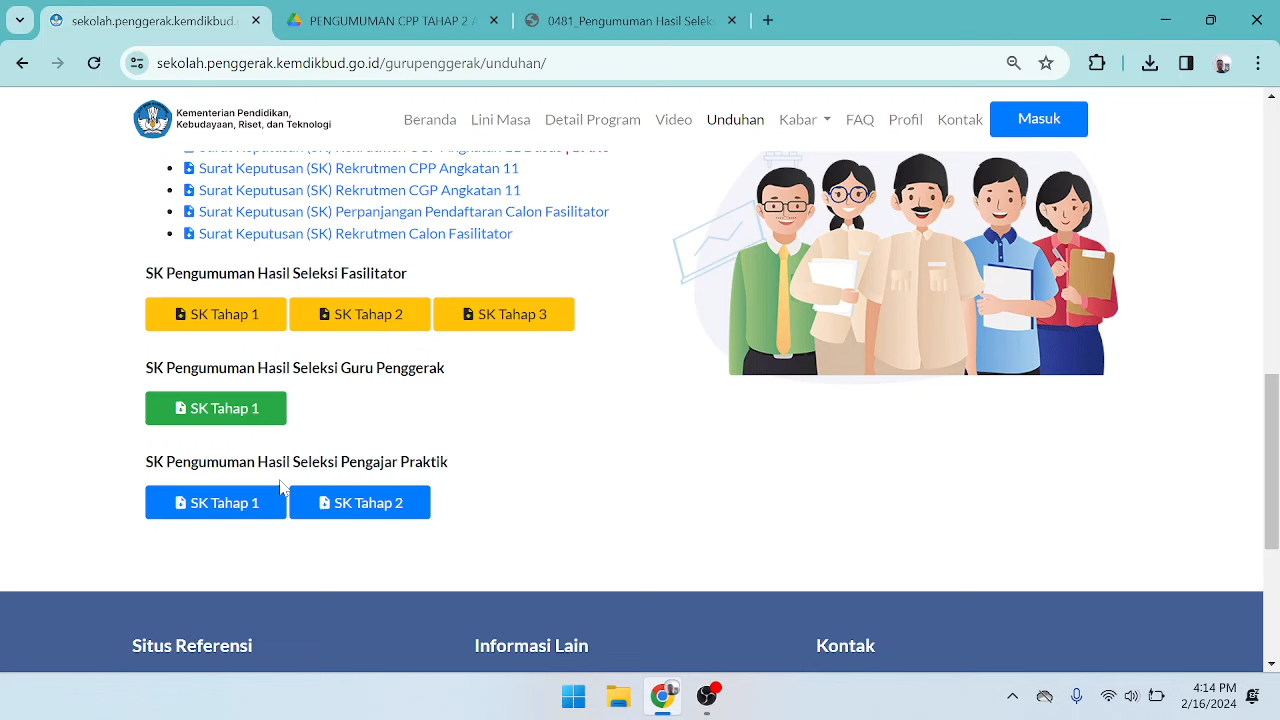 sekolah.penggerak.kemdikbud.
PENGUMUMAN CPP TAHAP 2 A
0481_Pengumuman Hasil Seleks
sekolah.penggerak.kemdikbud.go.id/gurupenggerak/unduhan/
Kementerian Pendidikan,
Kebudayaan, Riset, dan Teknologi
Beranda Lini Masa Detail Program Video Unduhan Kabar FAQ Profil Kontak Masuk
Surat Keputusan (SK) Rekrutmen CPP Angkatan 11
Surat Keputusan (SK) Rekrutmen CGP Angkatan 11
Surat Keputusan (SK) Perpanjangan Pendaftaran Calon Fasilitator
Surat Keputusan (SK) Rekrutmen Calon Fasilitator
SK Pengumuman Hasil Seleksi Fasilitator
SK Tahap 1 SK Tahap 2 SK Tahap 3
SK Pengumuman Hasil Seleksi Guru Penggerak
SK Tahap 1
SK Pengumuman Hasil Seleksi Pengajar Praktik
SK Tahap 1 SK Tahap 2
Situs Referensi Informasi Lain Kontak
4:14 PM
2/16/2024